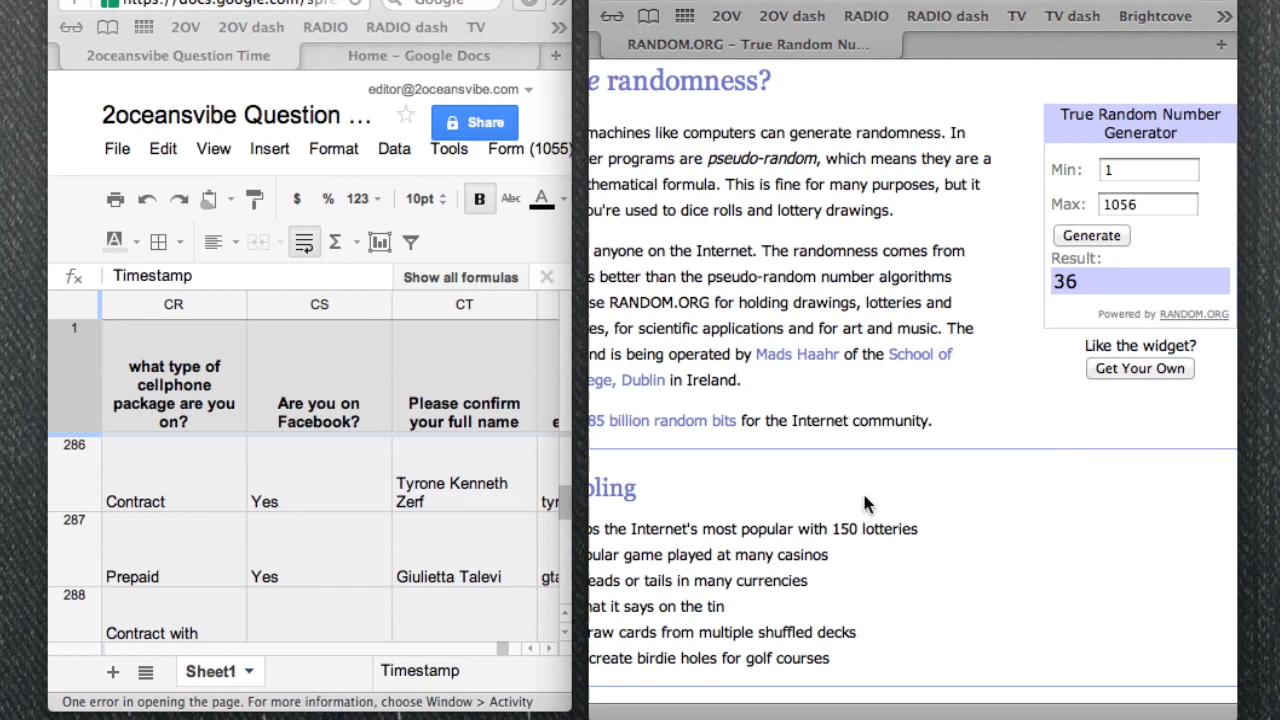 https://docs.google.com/spre
Google
2OV
2OV dash
RADIO
RADIO dash
TV
2oceansvibe Question Time
Home – Google Docs
editor@2oceansvibe.com
2oceansvibe Question ...
Share
File
Edit
View
Insert
Format
Data
Tools
Form (1055)
$
%
123
10pt
B
Abc
A
A
Σ
fx
Timestamp
Show all formulas
CR
CS
CT
1
what type of
cellphone
package are you
on?
Are you on
Facebook?
Please confirm
your full name
e
286
Contract
Yes
Tyrone Kenneth
Zerf
tyr
287
Prepaid
Yes
Giulietta Talevi
gta
288
Contract with
Sheet1
Timestamp
One error in opening the page. For more information, choose Window > Activity
2OV
2OV dash
RADIO
RADIO dash
TV
TV dash
Brightcove
RANDOM.ORG – True Random Nu...
e randomness?
machines like computers can generate randomness. In
er programs are pseudo-random, which means they are a
thematical formula. This is fine for many purposes, but it
ou're used to dice rolls and lottery drawings.
anyone on the Internet. The randomness comes from
s better than the pseudo-random number algorithms
se RANDOM.ORG for holding drawings, lotteries and
es, for scientific applications and for art and music. The
nd is being operated by Mads Haahr of the School of
ege, Dublin in Ireland.
85 billion random bits for the Internet community.
bling
ps the Internet's most popular with 150 lotteries
pular game played at many casinos
eads or tails in many currencies
hat it says on the tin
raw cards from multiple shuffled decks
create birdie holes for golf courses
True Random Number
Generator
Min:
1
Max:
1056
Generate
Result:
36
Powered by RANDOM.ORG
Like the widget?
Get Your Own